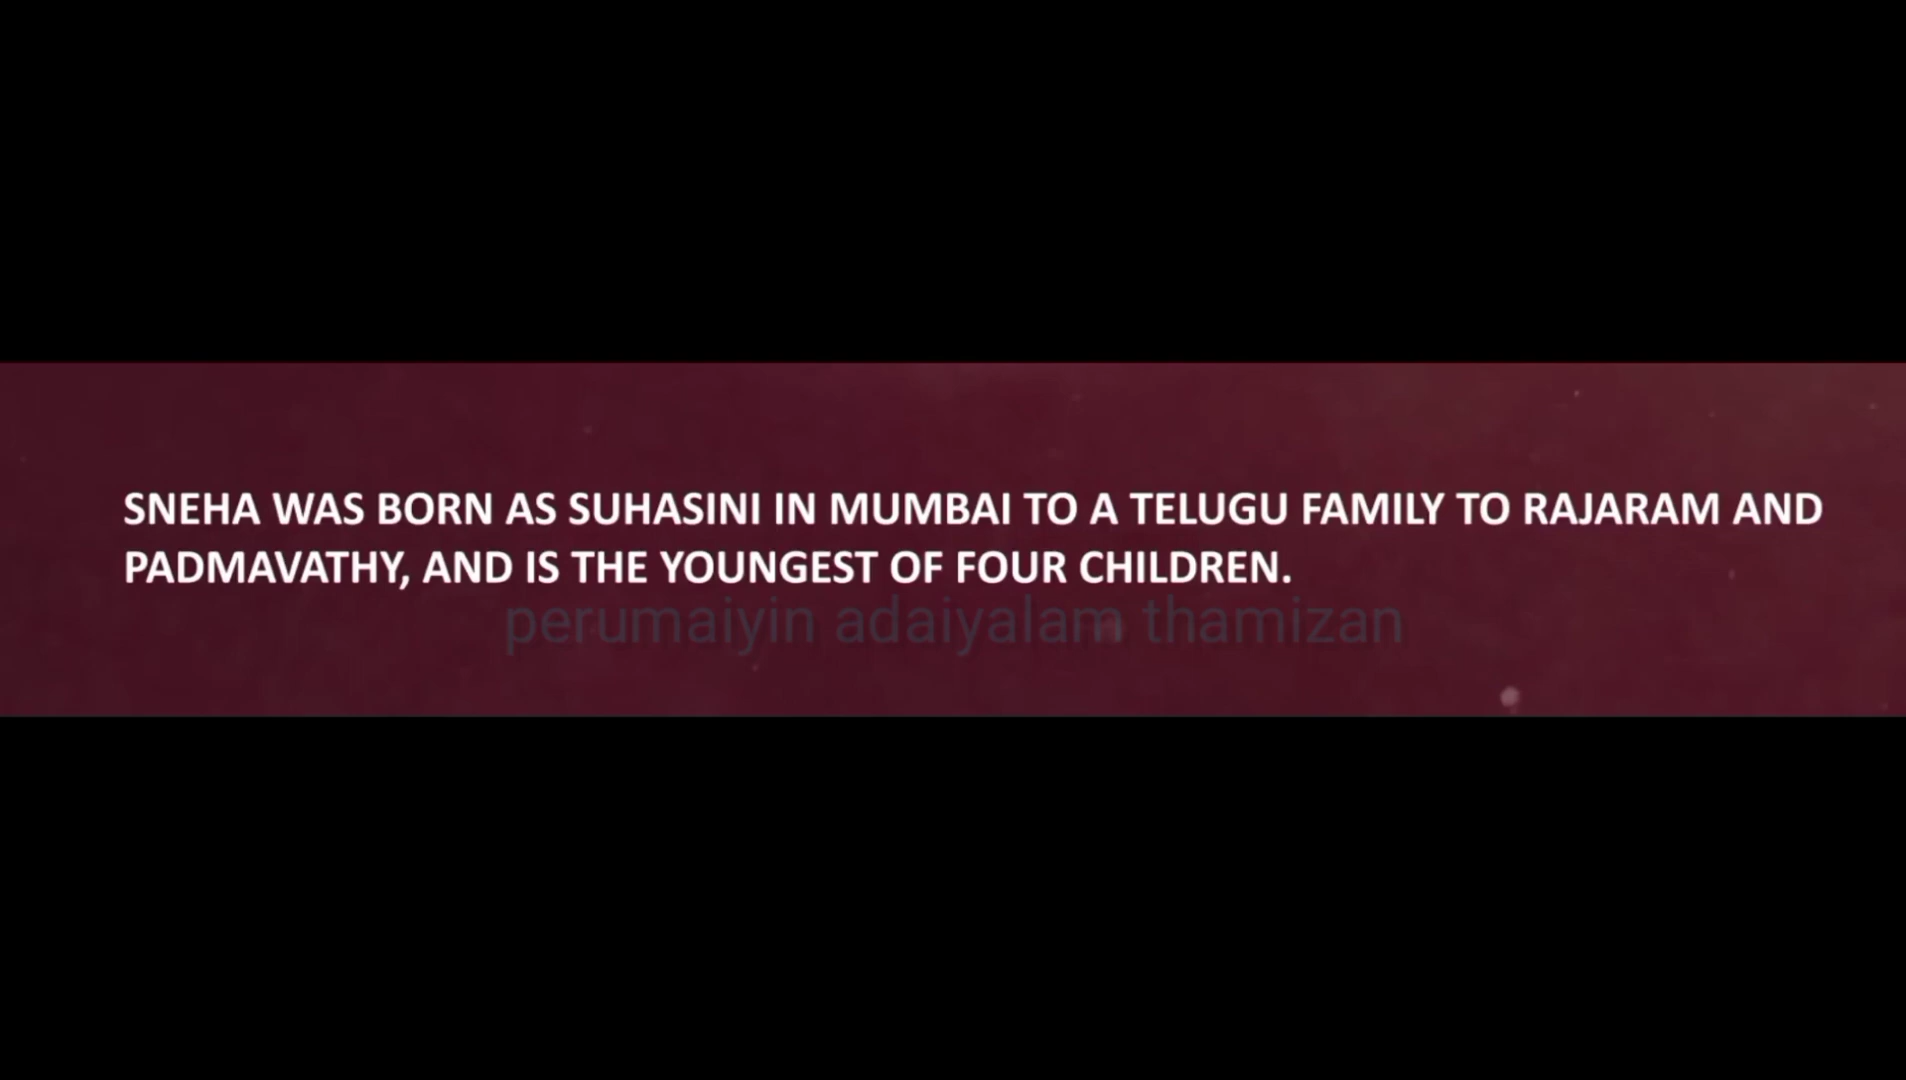 SNEHA WAS BORN AS SUHASINI IN MUMBAI TO A TELUGU FAMILY TO RAJARAM AND
PADMAVATHY, AND IS THE YOUNGEST OF FOUR CHILDREN.
perumaiyin adaiyalam thamizan